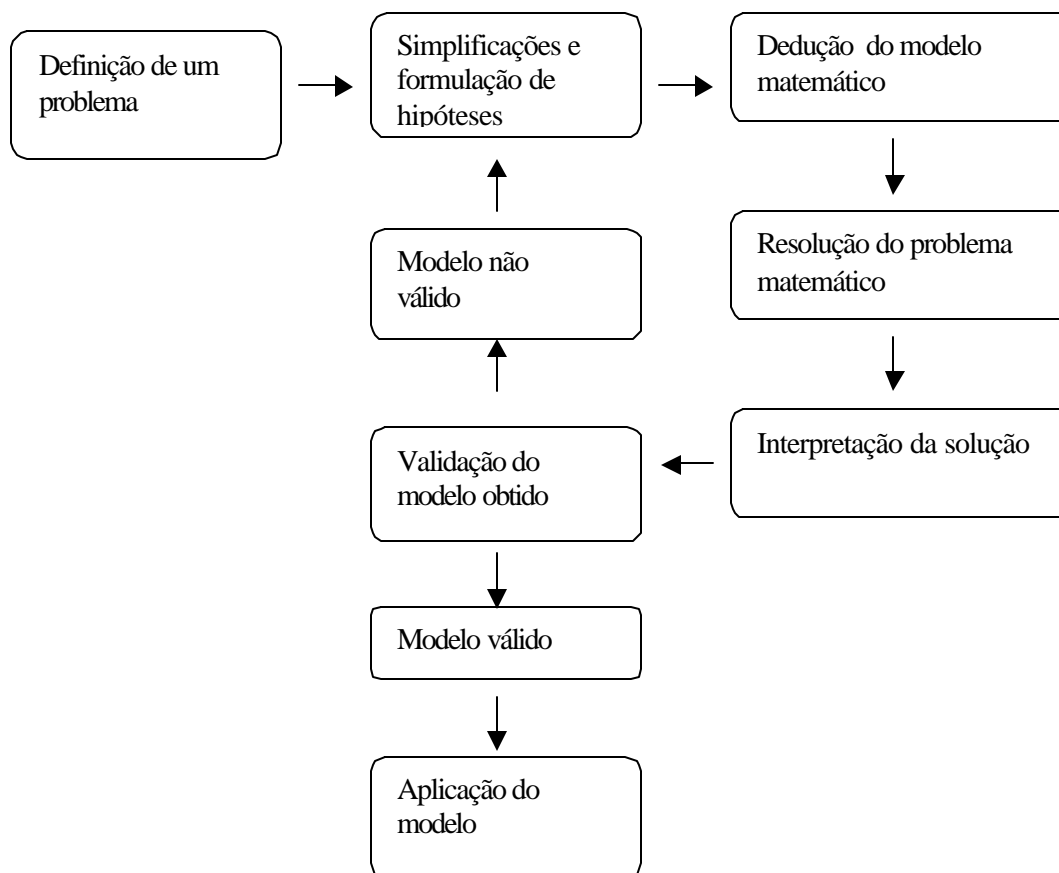 Definição de um
problema
Simplificações e
formulação de
hipóteses
Dedução do modelo
matemático
Resolução do problema
matemático
Interpretação da solução
Validação do
modelo obtido
Modelo não
válido
Modelo válido
Aplicação do
modelo